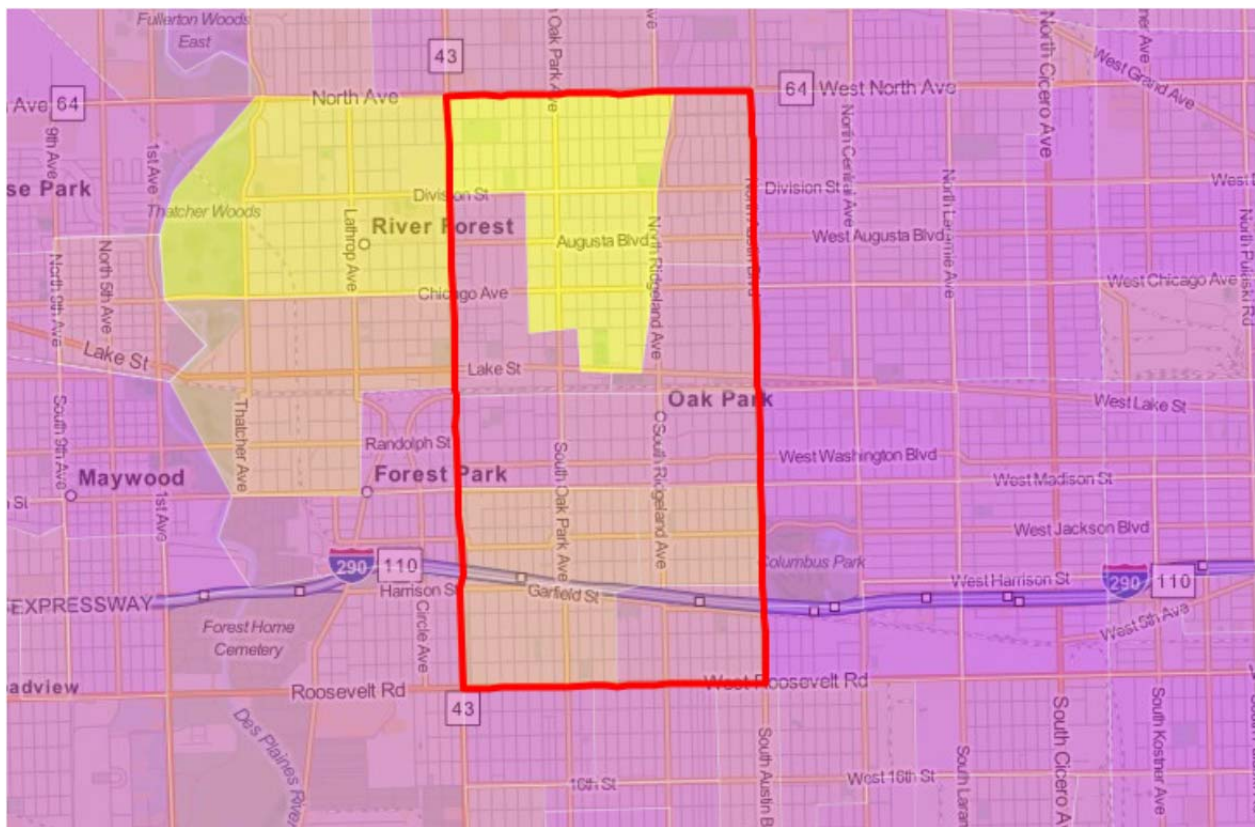 Fullerton Woods
East
43
Oak Park Ave
Ave
North Cicero Ave
West Grand Ave
Ave
64
North Ave
64
West North Ave
9th Ave
1st Ave
se Park
Division St
Division St
Thatcher Woods
Lathrop Ave
River Forest
Augusta Blvd
North Ridgeland Ave
North Austin Blvd
North Central Ave
West Augusta Blvd
North Laramie Ave
North Pulaski Rd
North 9th Ave
North 5th Ave
Chicago Ave
West Chicago Ave
Lake St
Lake St
Oak Park
West Lake St
South 9th Ave
Thatcher Ave
Randolph St
South Oak Park Ave
South Ridgeland Ave
West Washington Blvd
Maywood
Forest Park
West Madison St
1st Ave
West Jackson Blvd
290
110
Columbus Park
EXPRESSWAY
Harrison St
Garfield St
West Harrison St
290
110
Circle Ave
West 5th Ave
Forest Home
Cemetery
adview
Roosevelt Rd
West Roosevelt Rd
43
Des Plaines River
South Austin B
16th St
West 16th St
South Laran
South Cicero A
South Kostner Ave